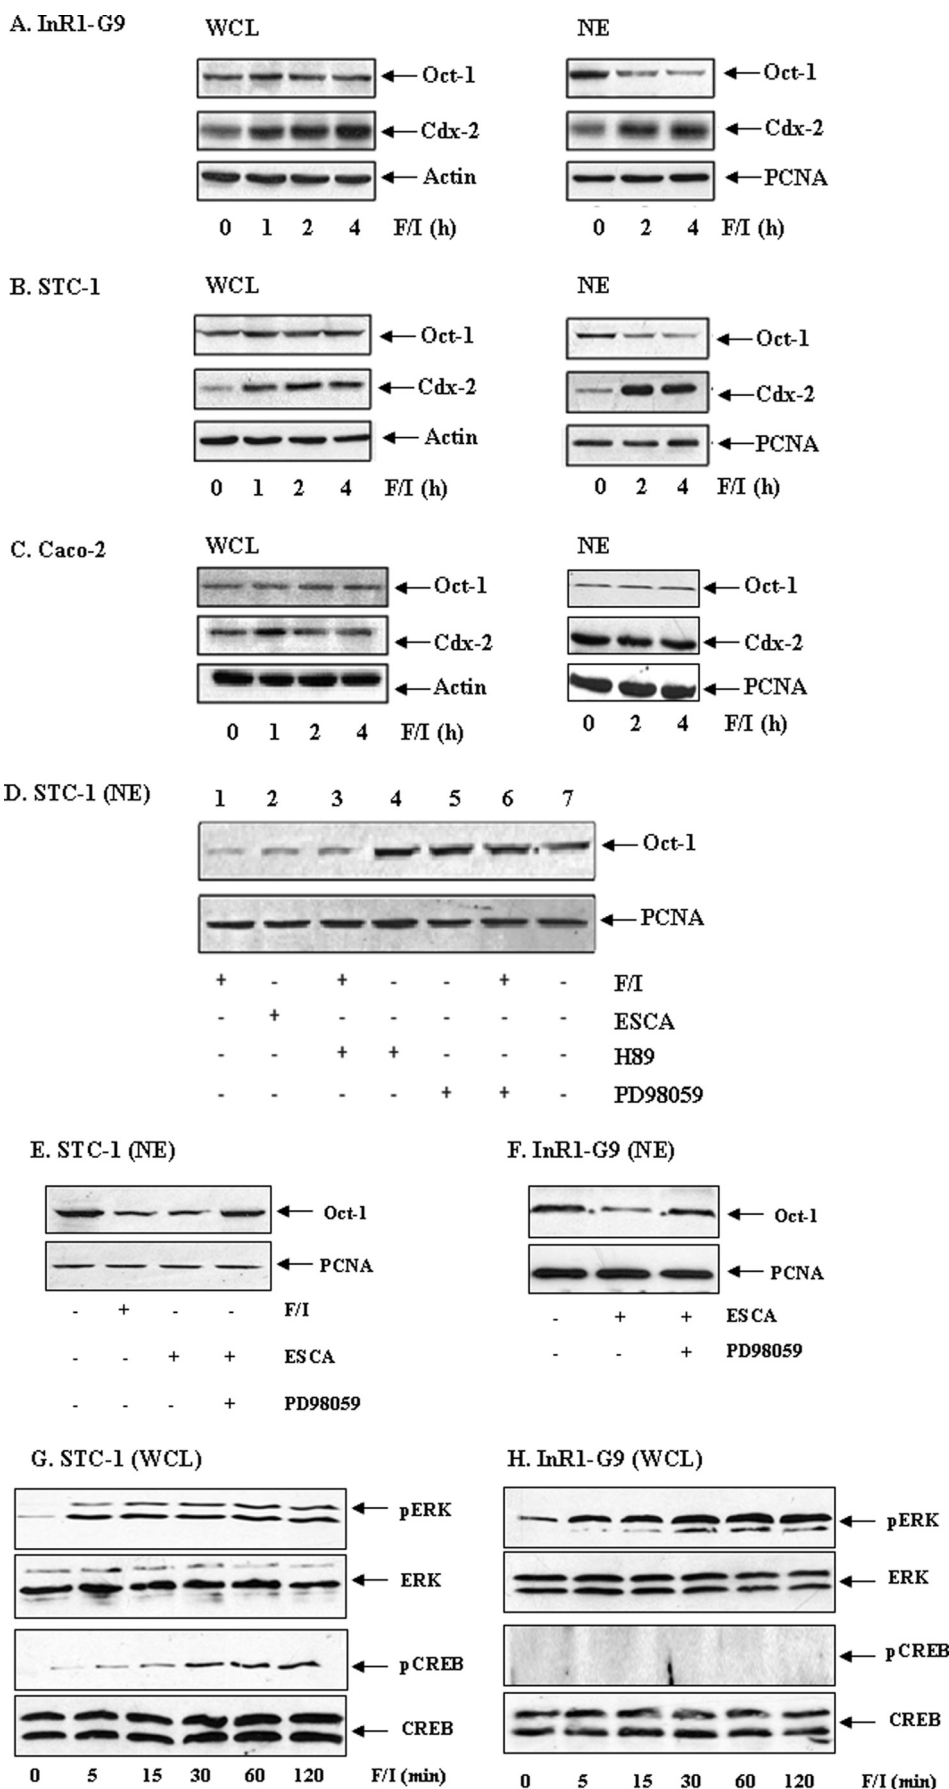 A. InR1-G9
WCL
NE
Oct-1
Oct-1
Cdx-2
Cdx-2
Actin
PCNA
0 1 2 4 F/I (h)
0 2 4 F/I (h)
B. STC-1
WCL
NE
Oct-1
Oct-1
Cdx-2
Cdx-2
Actin
PCNA
0 1 2 4 F/I (h)
0 2 4 F/I (h)
C. Caco-2
WCL
NE
Oct-1
Oct-1
Cdx-2
Cdx-2
Actin
PCNA
0 1 2 4 F/I (h)
0 2 4 F/I (h)
D. STC-1 (NE)
1 2 3 4 5 6 7
Oct-1
PCNA
+ - + - - + - F/I
- + - - - - - ESCA
- - + + - - - H89
- - - - + + - PD98059
E. STC-1 (NE)
Oct-1
PCNA
- + - - F/I
- - + + ESCA
- - - + PD98059
F. InR1-G9 (NE)
Oct-1
PCNA
- + + ESCA
- - + PD98059
G. STC-1 (WCL)
pERK
ERK
pCREB
CREB
0 5 15 30 60 120 F/I (min)
H. InR1-G9 (WCL)
pERK
ERK
pCREB
CREB
0 5 15 30 60 120 F/I (min)